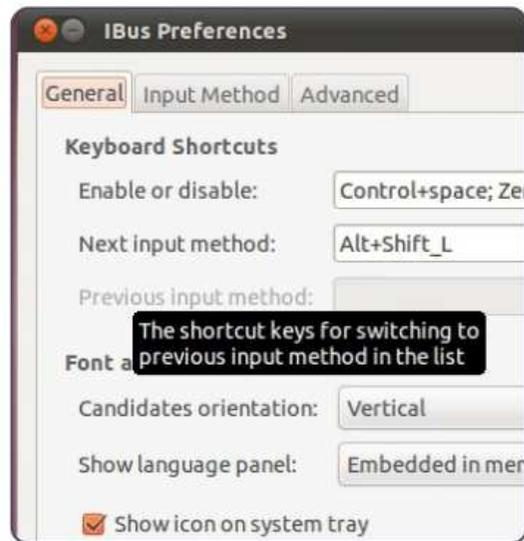 IBus Preferences
General Input Method Advanced
Keyboard Shortcuts
Enable or disable: Control+space; Ze
Next input method: Alt+Shift_L
Previous input method:
The shortcut keys for switching to
previous input method in the list
Font a
Candidates orientation: Vertical
Show language panel: Embedded in mer
Show icon on system tray